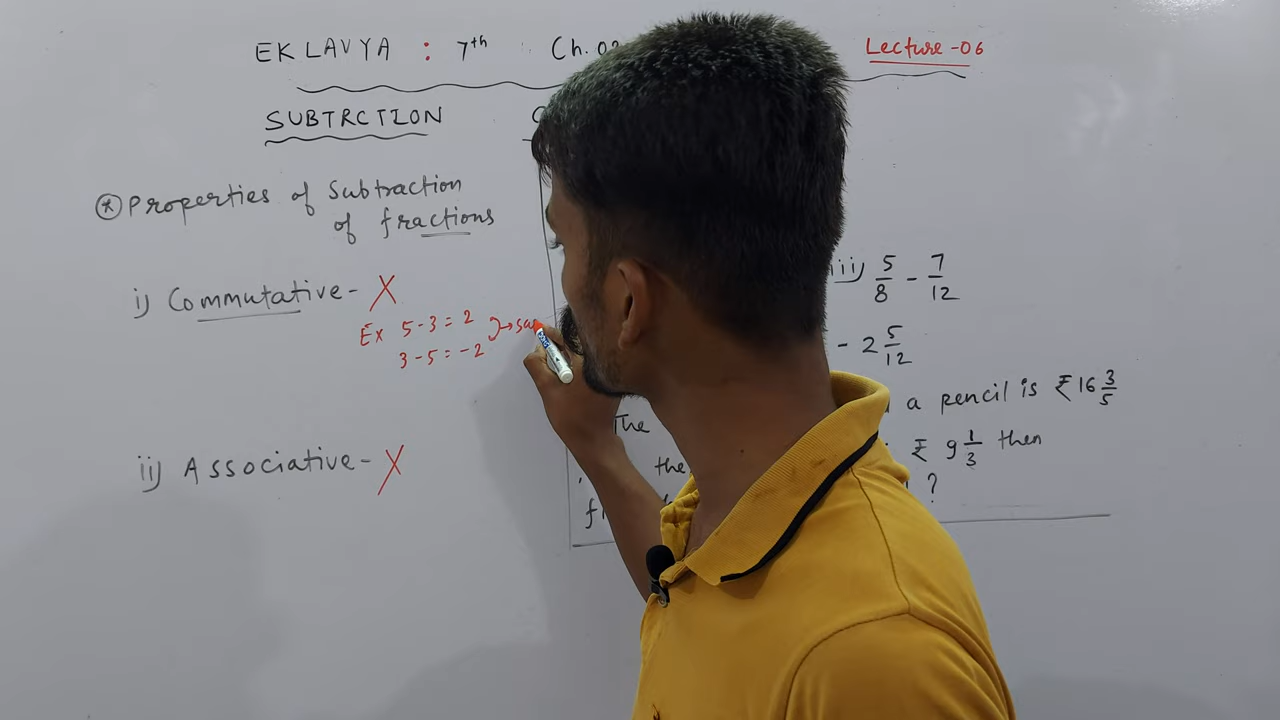 EKLAVYA : 7th Ch. Lecture-06
SUBTRCTION
* Properties of Subtraction
of fractions
i) Commutative - X
Ex 5-3=2
3-5=-2
ii) Associative - X
iii) 5/8 - 7/12
- 2 5/12
The a pencil is ₹16 3/5
the ₹ 9 1/3 then
?